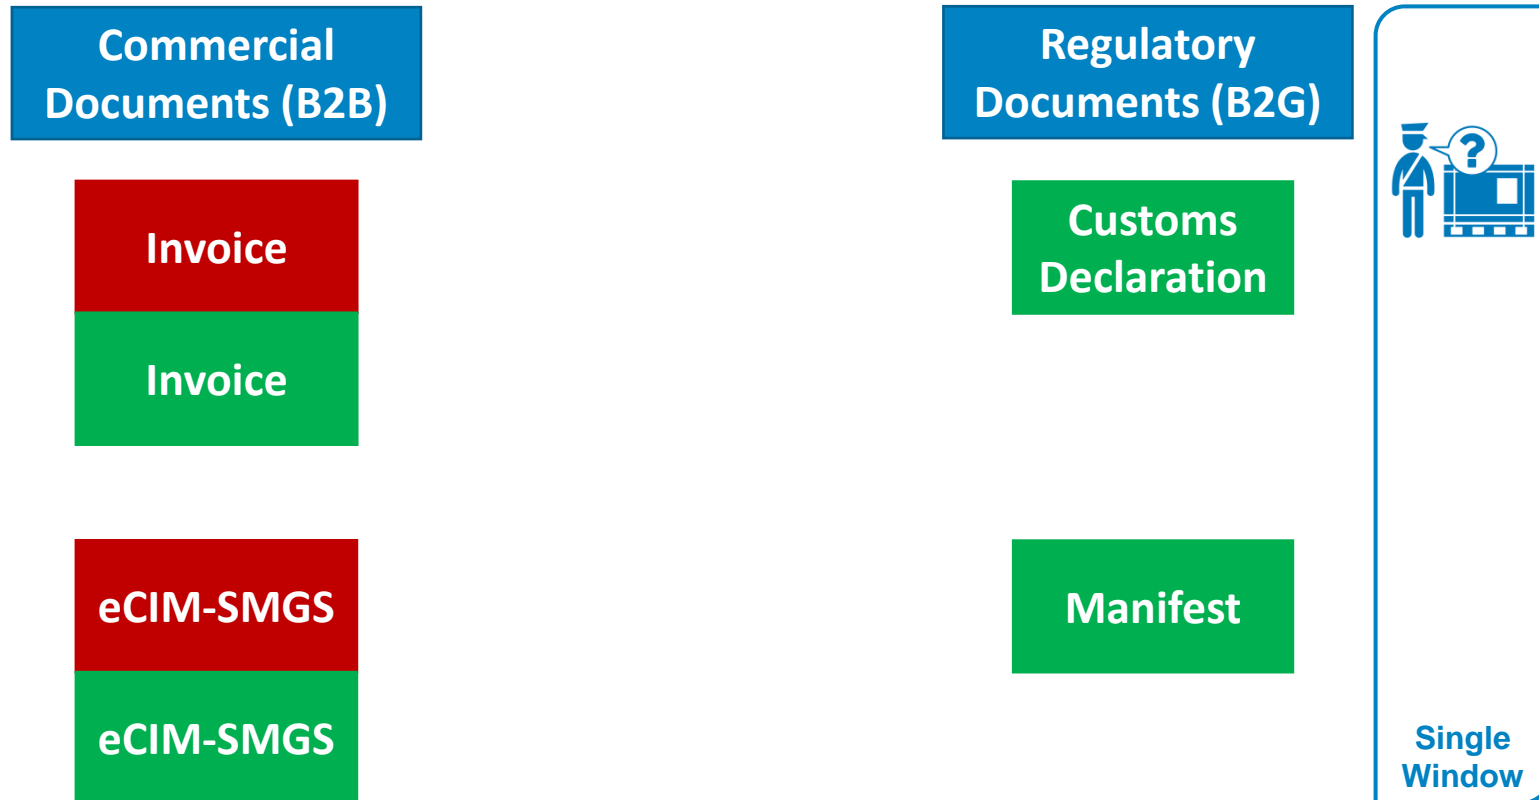 Commercial
Documents (B2B)
Regulatory
Documents (B2G)
?
Invoice
Customs
Declaration
Invoice
eCIM-SMGS
Manifest
eCIM-SMGS
Single
Window